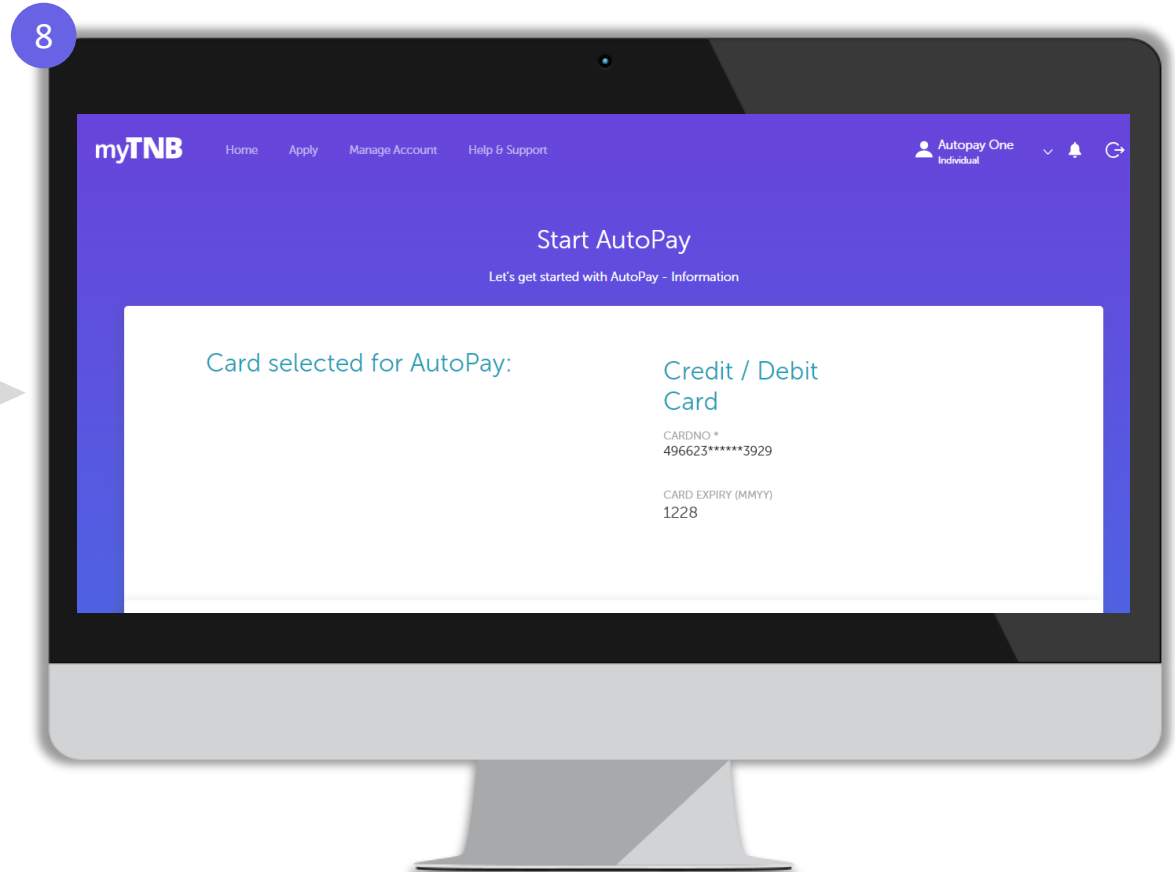 8
myTNB Home Apply Manage Account Help & Support Autopay One
Individual
Start AutoPay
Let's get started with AutoPay - Information
Card selected for AutoPay:
Credit / Debit
Card
CARDNO *
496623******3929
CARD EXPIRY (MMYY)
1228